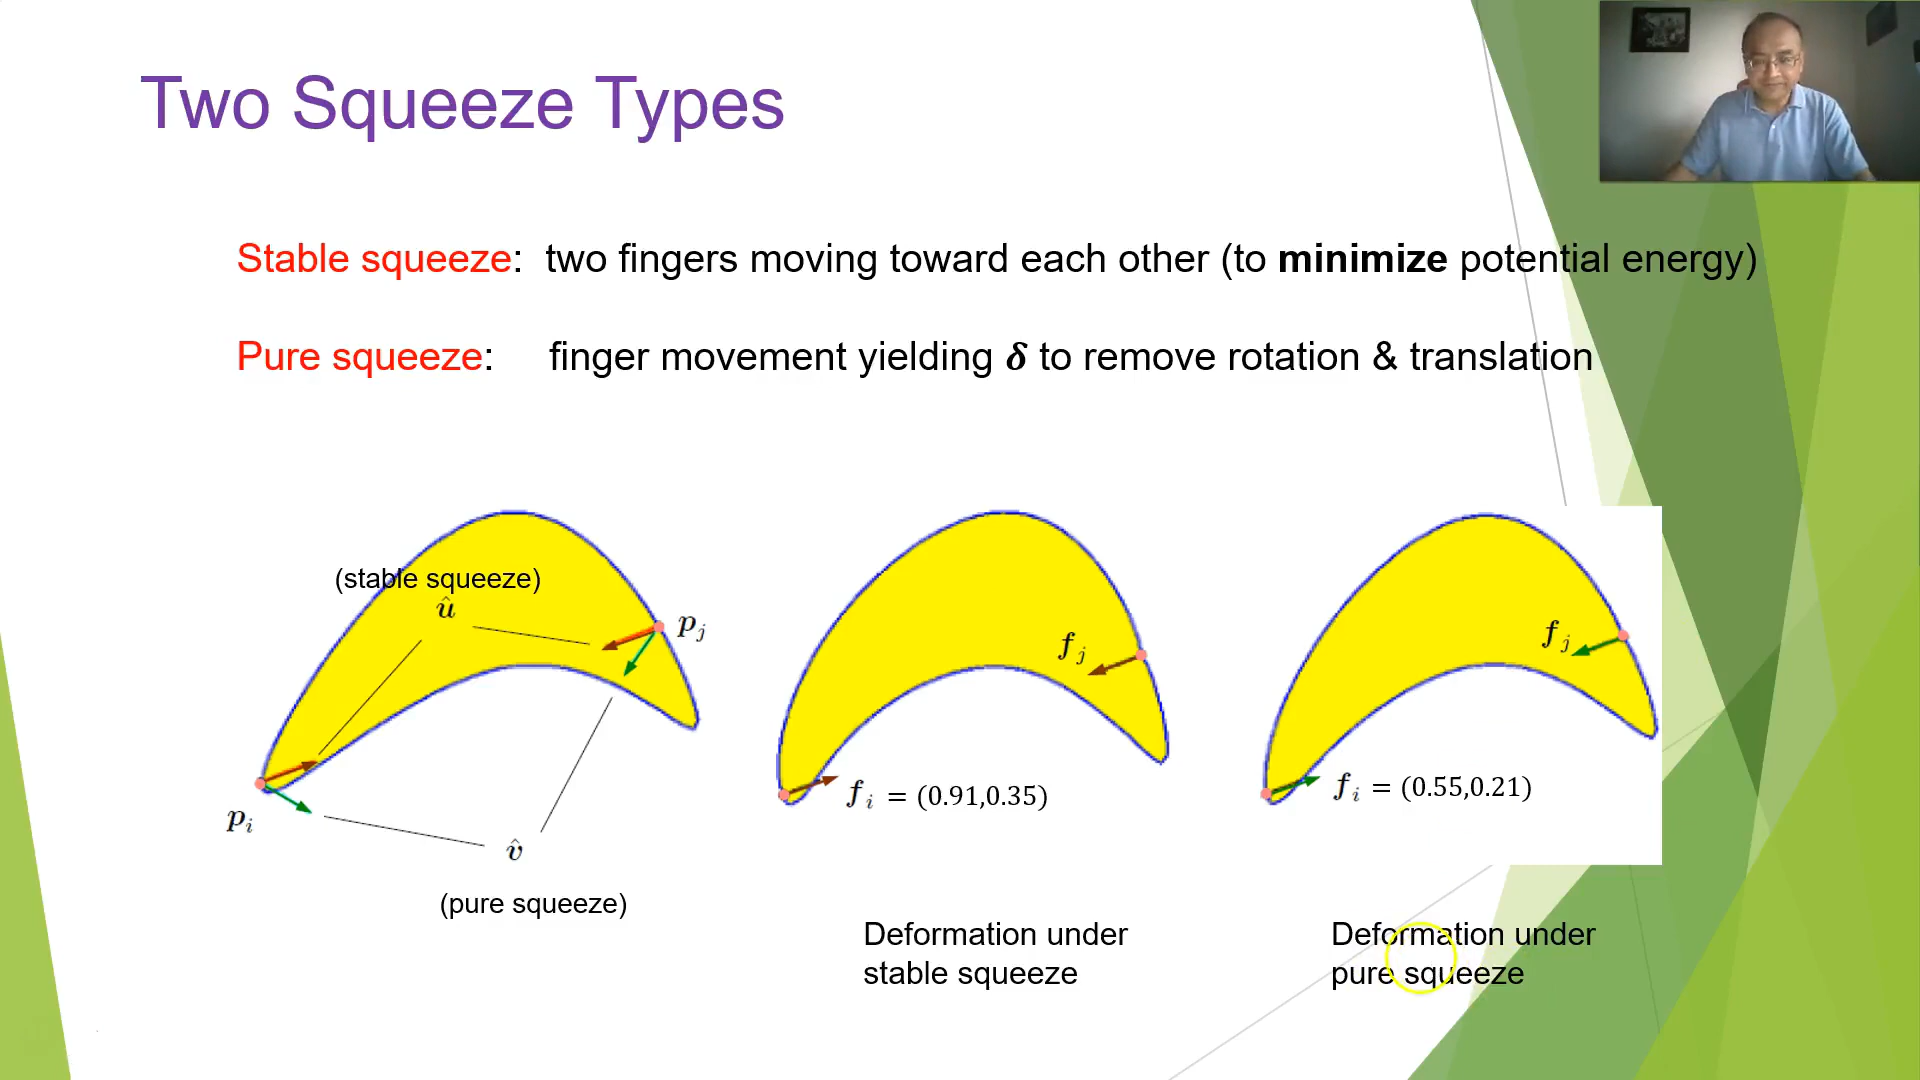 Two Squeeze Types
Stable squeeze: two fingers moving toward each other (to minimize potential energy)
Pure squeeze: finger movement yielding δ to remove rotation & translation
(stable squeeze)
û
p_j
p_i
v̂
(pure squeeze)
f_j
f_i = (0.91,0.35)
Deformation under
stable squeeze
f_j
f_i = (0.55,0.21)
Deformation under
pure squeeze